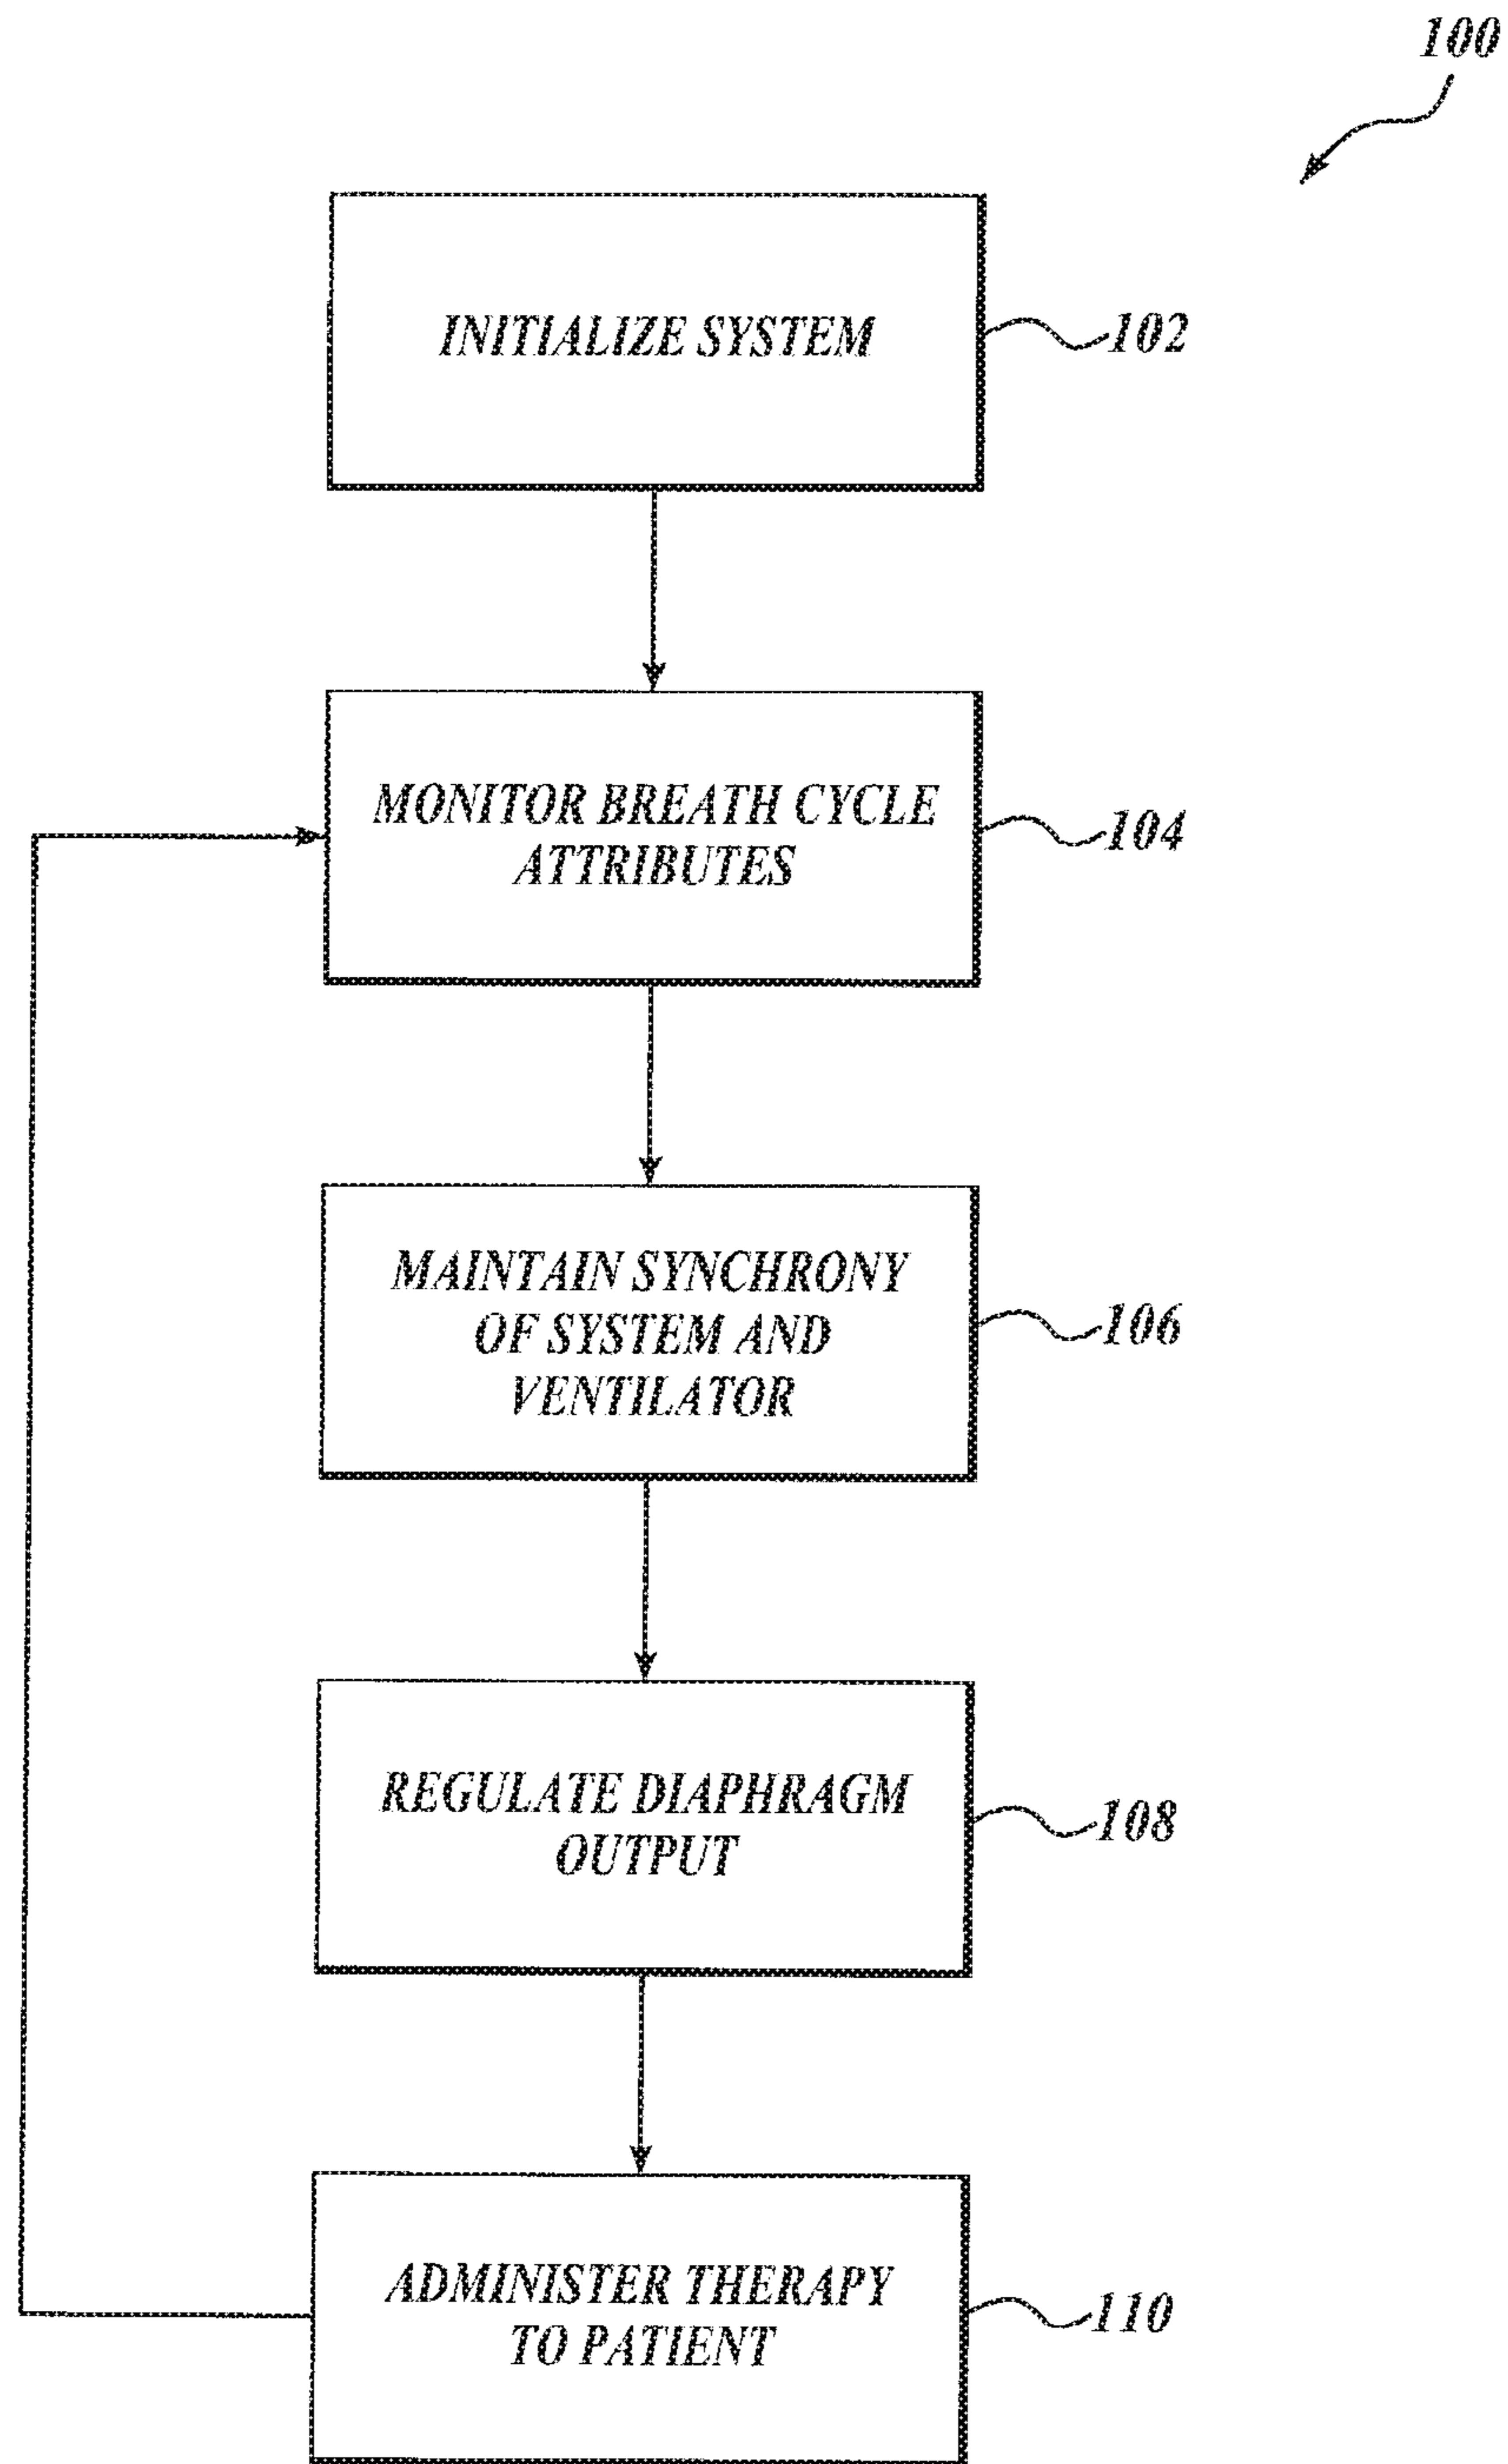 100
INITIALIZE SYSTEM
102
MONITOR BREATH CYCLE
ATTRIBUTES
104
MAINTAIN SYNCHRONY
OF SYSTEM AND
VENTILATOR
106
REGULATE DIAPHRAGM
OUTPUT
108
ADMINISTER THERAPY
TO PATIENT
110